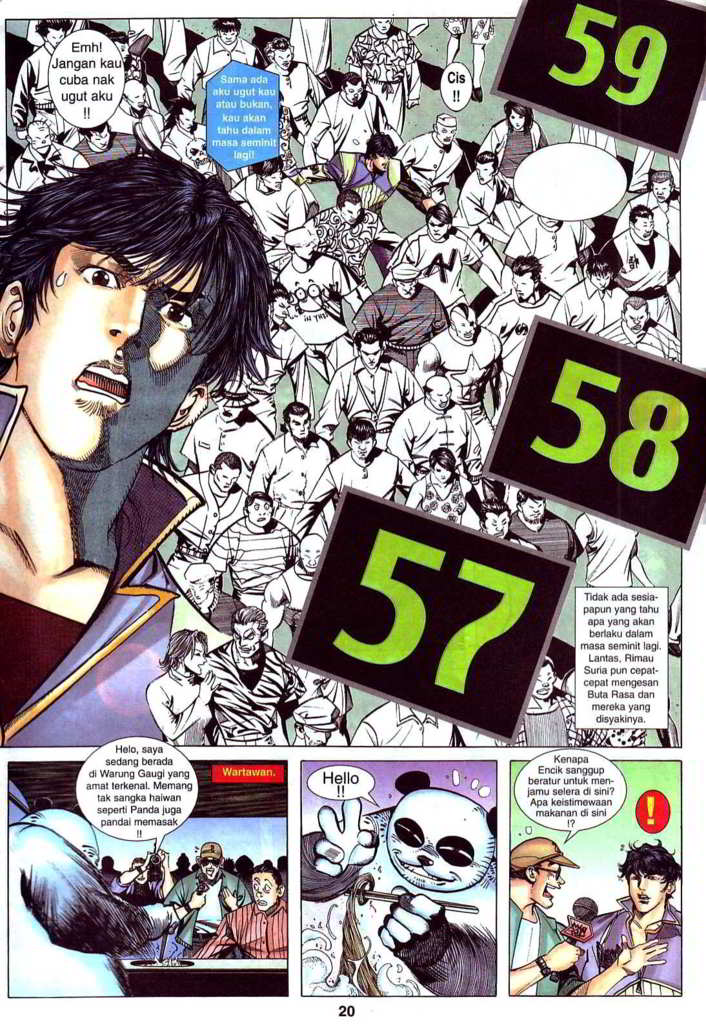 59
Emh!
Jangan kau
cuba nak
ugut aku
!!
Sama ada
aku ugut kau
atau bukan,
kau akan
tahu dalam
masa seminit
lagi!
Cis
!!
58
57
Tidak ada sesia-
papun yang tahu
apa yang akan
berlaku dalam
masa seminit lagi.
Lantas, Rimau
Suria pun cepat-
cepat mengesan
Buta Rasa dan
mereka yang
disyakinya.
Helo, saya
sedang berada
di Warung Gaugi yang
amat terkenal. Memang
tak sangka haiwan
seperti Panda juga
pandai memasak
!!
Wartawan.
Hello
!!
Kenapa
Encik sanggup
beratur untuk men-
jamu selera di sini?
Apa keistimewaan
makanan di sini
!?
!
20